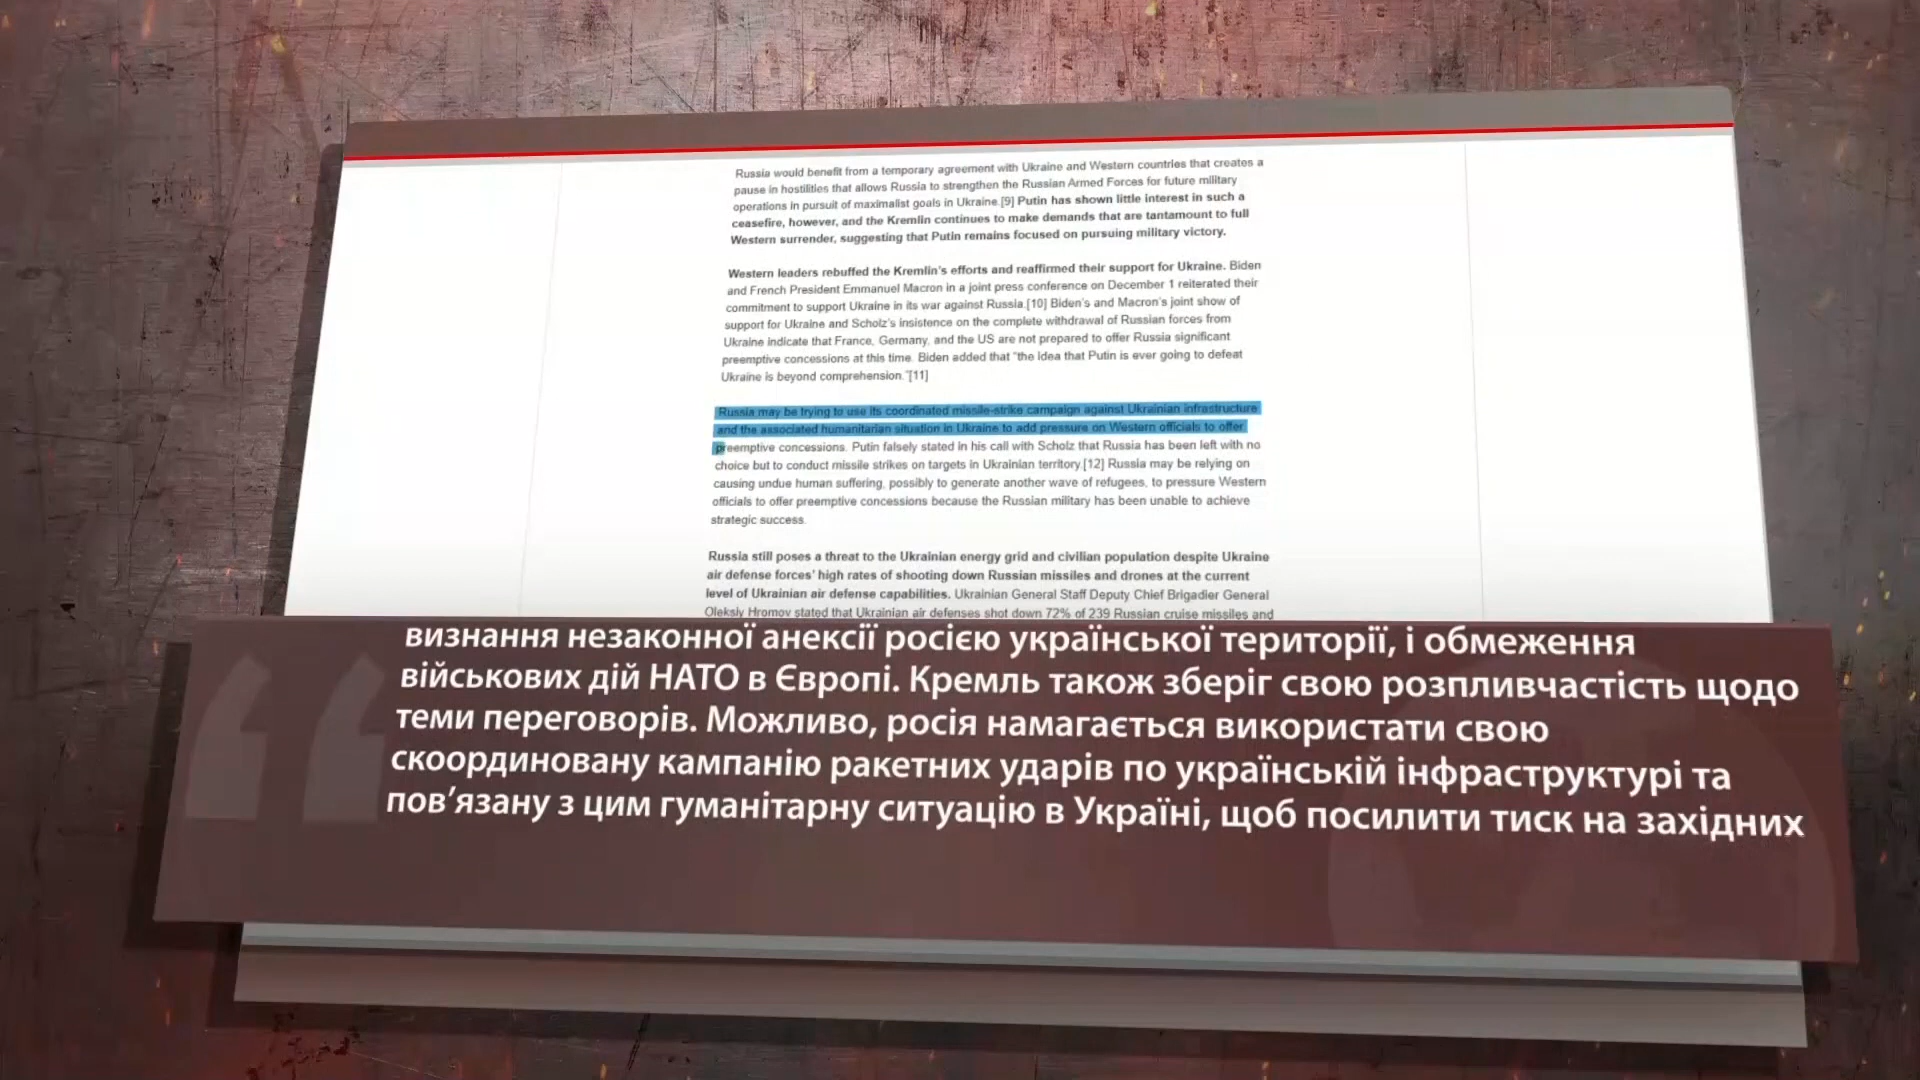 Russia would benefit from a temporary agreement with Ukraine and Western countries that creates a
pause in hostilities that allows Russia to strengthen the Russian Armed Forces for future military
operations in pursuit of maximalist goals in Ukraine.[9] Putin has shown little interest in such a
ceasefire, however, and the Kremlin continues to make demands that are tantamount to full
Western surrender, suggesting that Putin remains focused on pursuing military victory.
Western leaders rebuffed the Kremlin's efforts and reaffirmed their support for Ukraine. Biden
and French President Emmanuel Macron in a joint press conference on December 1 reiterated their
commitment to support Ukraine in its war against Russia.[10] Biden's and Macron's joint show of
support for Ukraine and Scholz's insistence on the complete withdrawal of Russian forces from
Ukraine indicate that France, Germany, and the US are not prepared to offer Russia significant
preemptive concessions at this time. Biden added that "the idea that Putin is ever going to defeat
Ukraine is beyond comprehension."[11]
Russia may be trying to use its coordinated missile-strike campaign against Ukrainian infrastructure
and the associated humanitarian situation in Ukraine to add pressure on Western officials to offer
preemptive concessions. Putin falsely stated in his call with Scholz that Russia has been left with no
choice but to conduct missile strikes on targets in Ukrainian territory.[12] Russia may be relying on
causing undue human suffering, possibly to generate another wave of refugees, to pressure Western
officials to offer preemptive concessions because the Russian military has been unable to achieve
strategic success.
Russia still poses a threat to the Ukrainian energy grid and civilian population despite Ukraine
air defense forces' high rates of shooting down Russian missiles and drones at the current
level of Ukrainian air defense capabilities. Ukrainian General Staff Deputy Chief Brigadier General
Oleksiy Hromov stated that Ukrainian air defenses shot down 72% of 239 Russian cruise missiles and
визнання незаконної анексії росією української території, і обмеження
військових дій НАТО в Європі. Кремль також зберіг свою розпливчастість щодо
теми переговорів. Можливо, росія намагається використати свою
скоординовану кампанію ракетних ударів по українській інфраструктурі та
пов’язану з цим гуманітарну ситуацію в Україні, щоб посилити тиск на західних